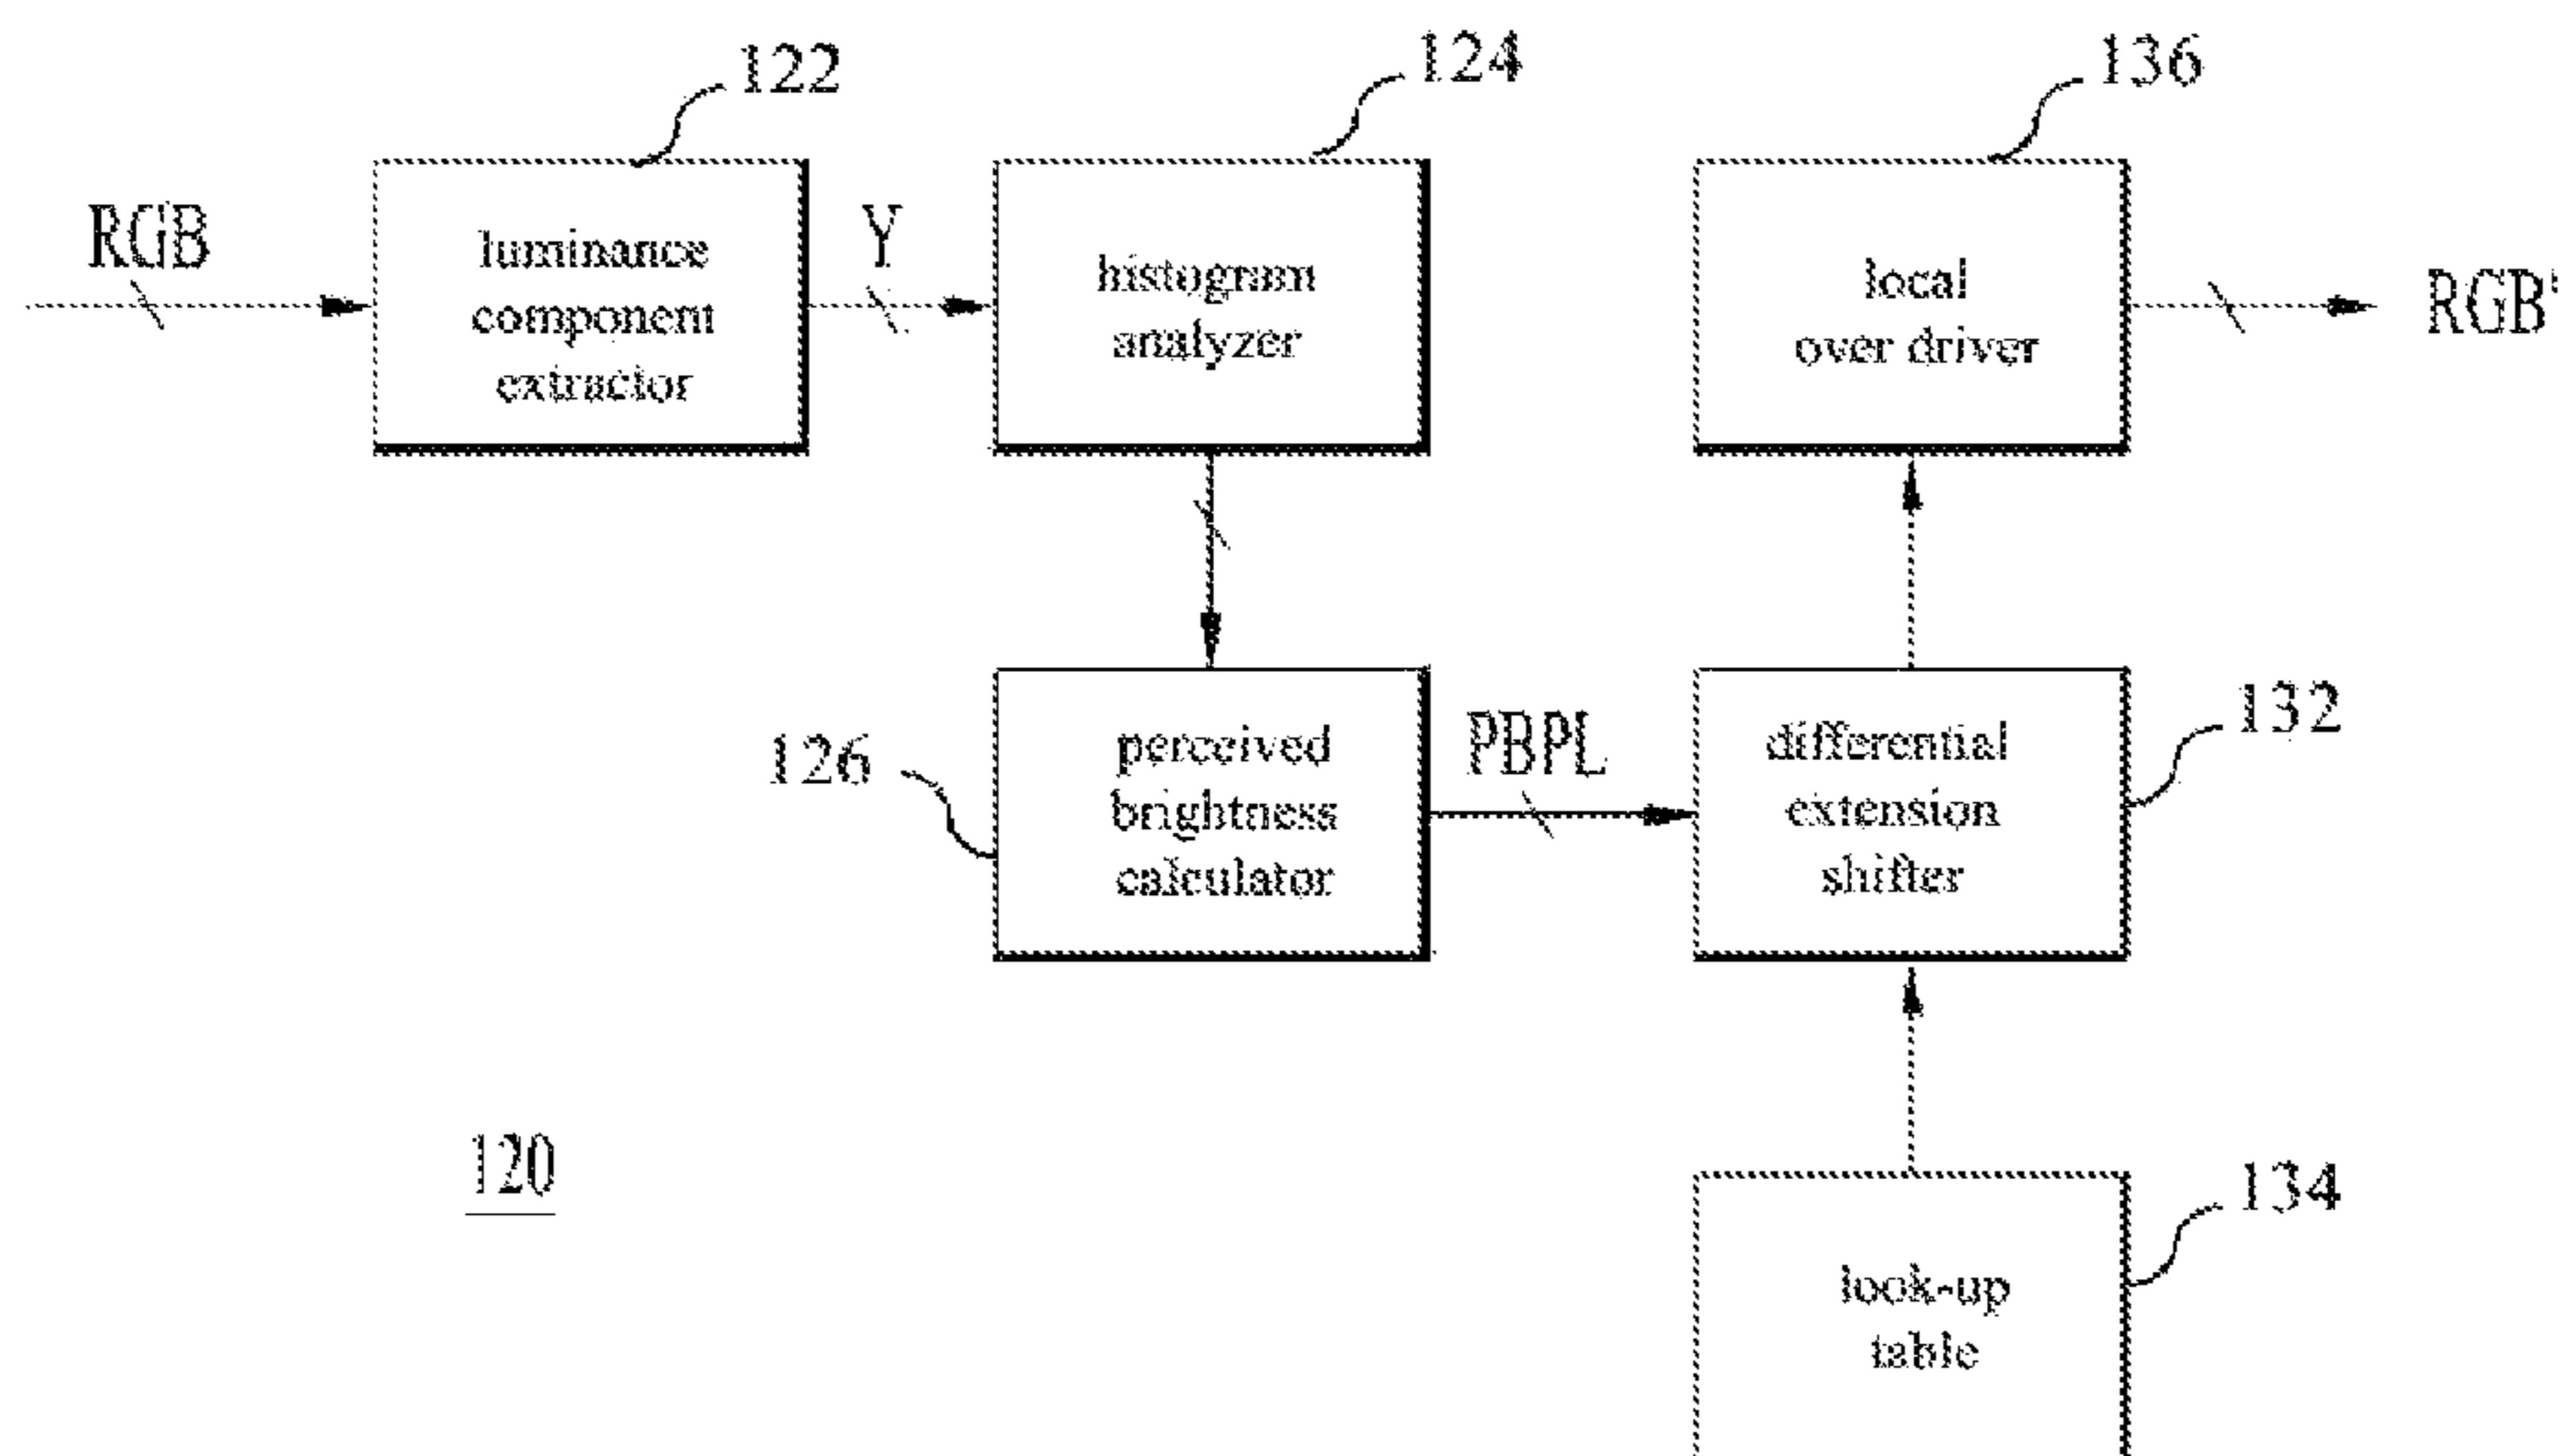 122
124
136
RGB
luminance
component
extractor
Y
histogram
analyzer
local
over driver
RGB'
126
perceived
brightness
calculator
PBPL
differential
extension
shifter
132
120
look-up
table
134